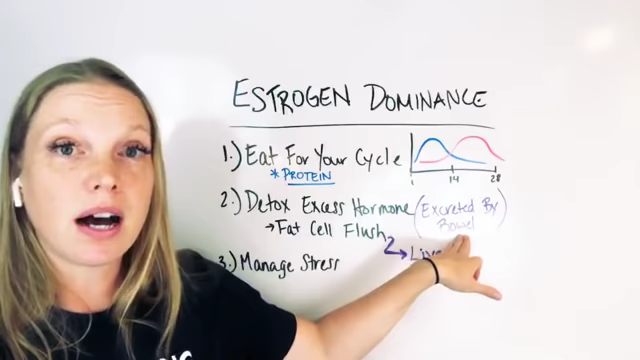 ESTROGEN DOMINANCE
1.) Eat For Your Cycle
* PROTEIN
1 14 28
2.) Detox Excess Hormone (Excreted By
Bowel)
→ Fat Cell Flush
2 →
3.) Manage Stress